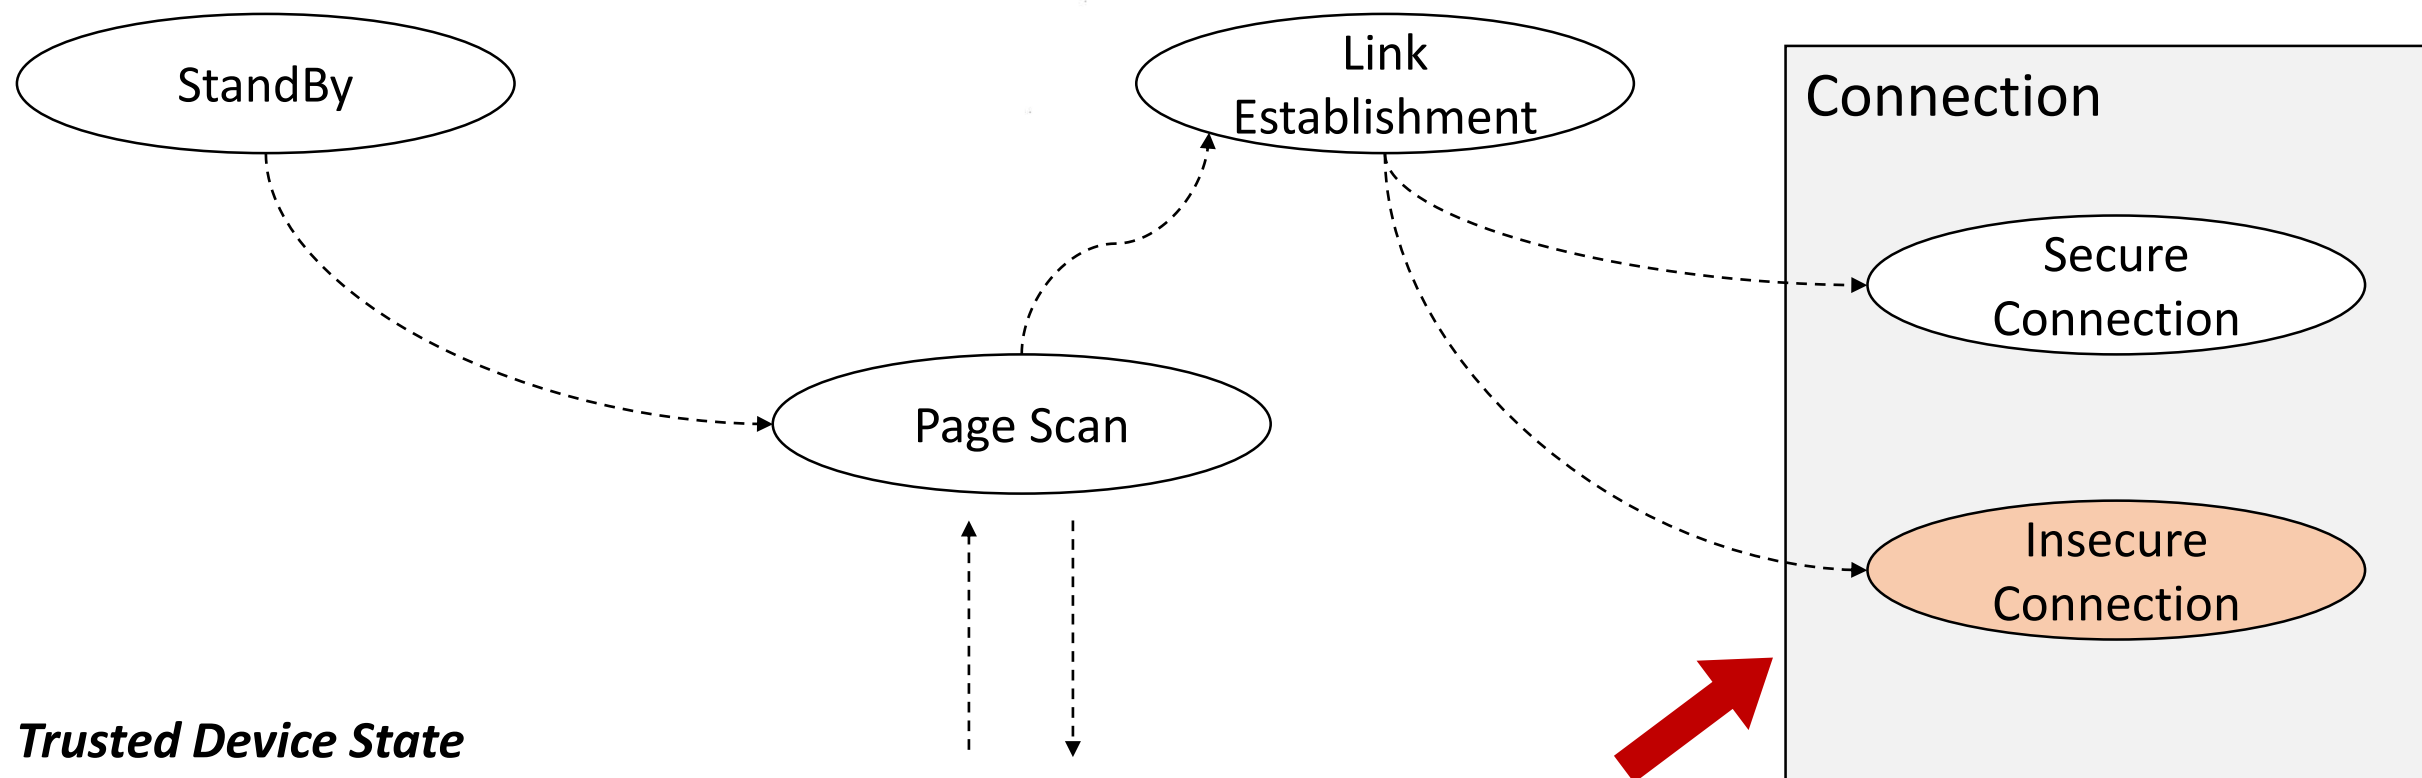 StandBy
Link
Establishment
Connection
Secure
Connection
Page Scan
Insecure
Connection
Trusted Device State